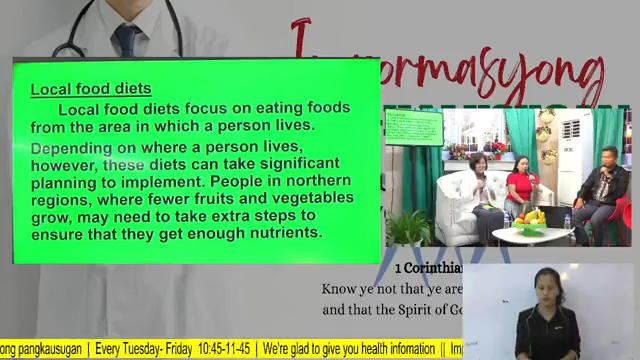 Local food diets
Local food diets focus on eating foods
from the area in which a person lives.
Depending on where a person lives,
however, these diets can take significant
planning to implement. People in northern
regions, where fewer fruits and vegetables
grow, may need to take extra steps to
ensure that they get enough nutrients.
1 Corinthian
Know ye not that ye are
and that the Spirit of Go
ong pangkausugan | Every Tuesday- Friday 10:45-11-45 | We're glad to give you health infomation || Im